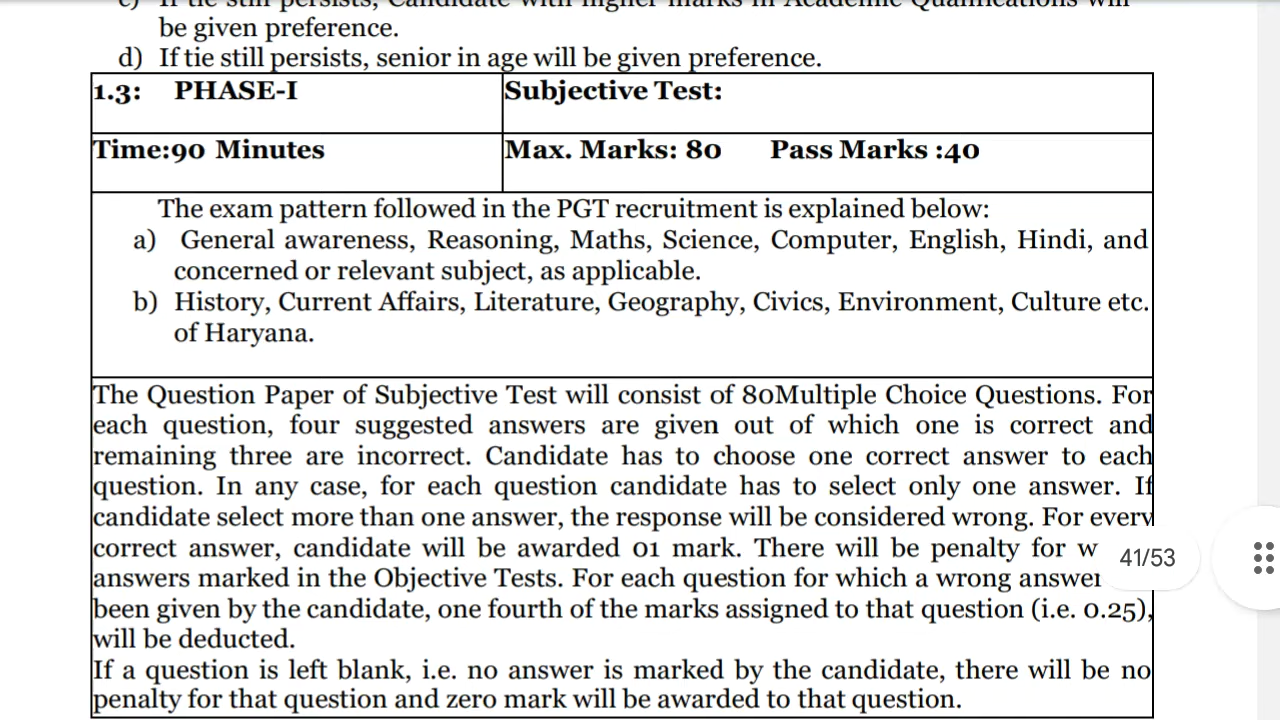 be given preference.
d) If tie still persists, senior in age will be given preference.
1.3: PHASE-I Subjective Test:
Time:90 Minutes Max. Marks: 80 Pass Marks :40
The exam pattern followed in the PGT recruitment is explained below:
a) General awareness, Reasoning, Maths, Science, Computer, English, Hindi, and
concerned or relevant subject, as applicable.
b) History, Current Affairs, Literature, Geography, Civics, Environment, Culture etc.
of Haryana.
The Question Paper of Subjective Test will consist of 80Multiple Choice Questions. For
each question, four suggested answers are given out of which one is correct and
remaining three are incorrect. Candidate has to choose one correct answer to each
question. In any case, for each question candidate has to select only one answer. If
candidate select more than one answer, the response will be considered wrong. For every
correct answer, candidate will be awarded 01 mark. There will be penalty for w
41/53
answers marked in the Objective Tests. For each question for which a wrong answer
been given by the candidate, one fourth of the marks assigned to that question (i.e. 0.25),
will be deducted.
If a question is left blank, i.e. no answer is marked by the candidate, there will be no
penalty for that question and zero mark will be awarded to that question.